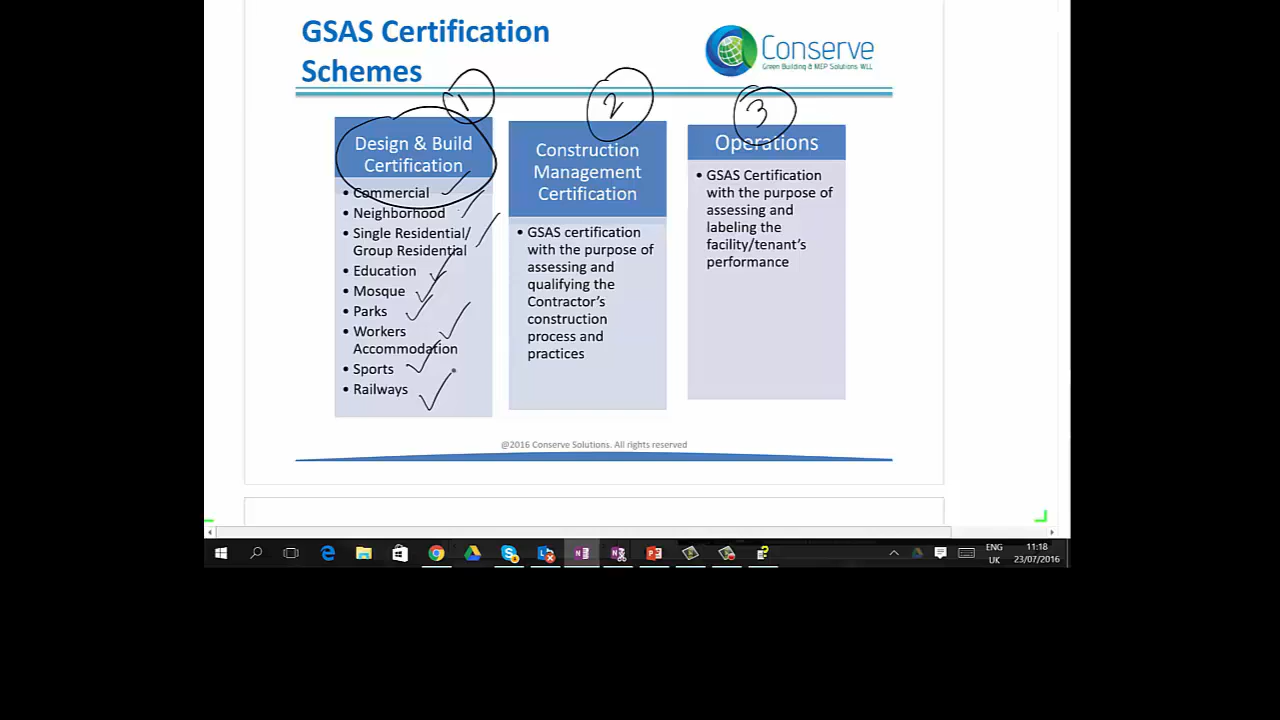 GSAS Certification
Schemes
Conserve
Green Building & MEP Solutions WLL
1
2
3
Design & Build
Certification
• Commercial
• Neighborhood
• Single Residential/
Group Residential
• Education
• Mosque
• Parks
• Workers
Accommodation
• Sports
• Railways
Construction
Management
Certification
• GSAS certification
with the purpose of
assessing and
qualifying the
Contractor's
construction
process and
practices
Operations
• GSAS Certification
with the purpose of
assessing and
labeling the
facility/tenant's
performance
@2016 Conserve Solutions. All rights reserved
ENG
UK
11:18
23/07/2016